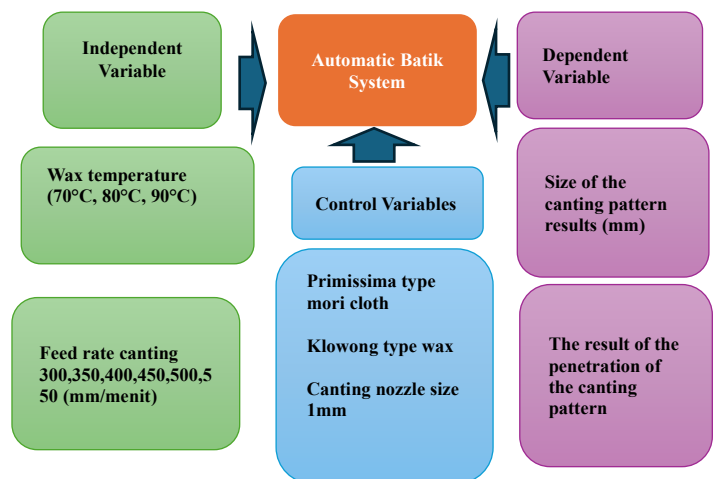 Independent
Variable
Automatic Batik
System
Dependent
Variable
Wax temperature
(70°C, 80°C, 90°C)
Control Variables
Size of the
canting pattern
results (mm)
Feed rate canting
300,350,400,450,500,5
50 (mm/menit)
Primissima type
mori cloth
Klowong type wax
Canting nozzle size
1mm
The result of the
penetration of
the canting
pattern